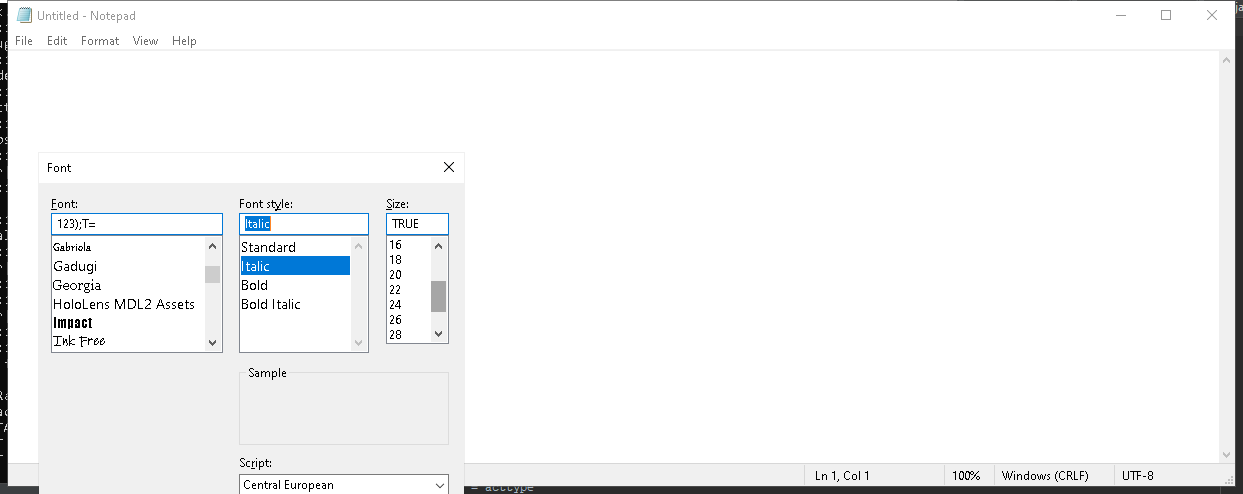 Untitled - Notepad
File Edit Format View Help
Font
Font: Font style: Size:
123);T= Italic TRUE
Gabriola
Gadugi
Georgia
HoloLens MDL2 Assets
Impact
Ink Free
Standard
Italic
Bold
Bold Italic
16
18
20
22
24
26
28
Sample
Script:
Central European
Ln 1, Col 1 100% Windows (CRLF) UTF-8
= acctype